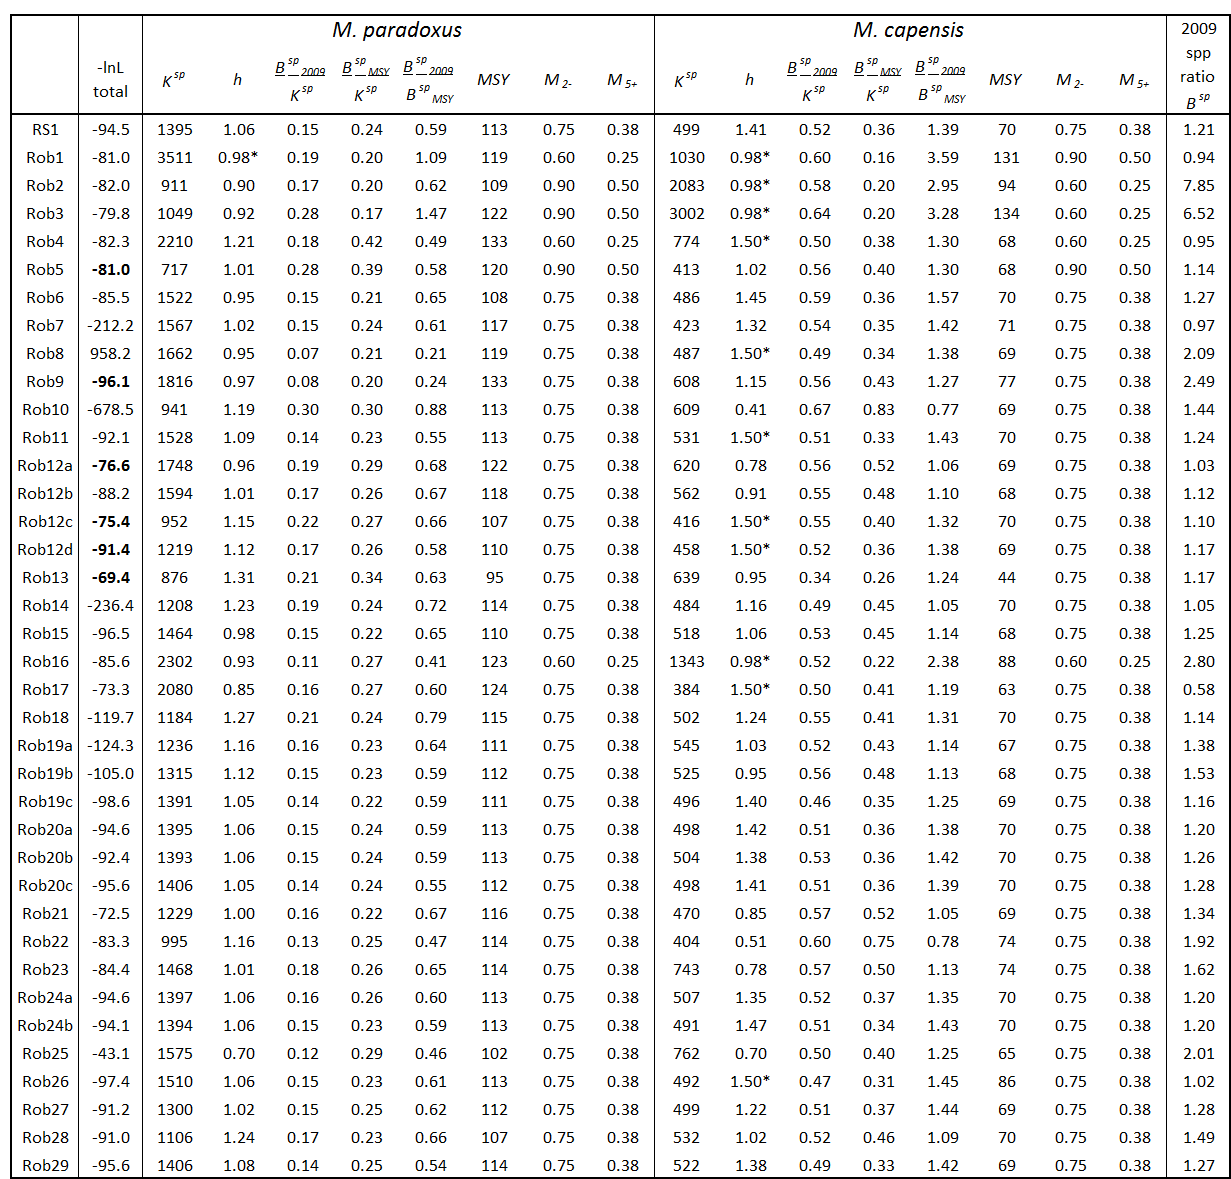 M. paradoxus M. capensis 2009
-lnL B^sp_2009 B^sp_MSY B^sp_2009 B^sp_2009 B^sp_MSY B^sp_2009 spp
total K^sp h K^sp K^sp B^sp_MSY MSY M_2- M_5+ K^sp h K^sp K^sp B^sp_MSY MSY M_2- M_5+ ratio
B^sp
RS1 -94.5 1395 1.06 0.15 0.24 0.59 113 0.75 0.38 499 1.41 0.52 0.36 1.39 70 0.75 0.38 1.21
Rob1 -81.0 3511 0.98* 0.19 0.20 1.09 119 0.60 0.25 1030 0.98* 0.60 0.16 3.59 131 0.90 0.50 0.94
Rob2 -82.0 911 0.90 0.17 0.20 0.62 109 0.90 0.50 2083 0.98* 0.58 0.20 2.95 94 0.60 0.25 7.85
Rob3 -79.8 1049 0.92 0.28 0.17 1.47 122 0.90 0.50 3002 0.98* 0.64 0.20 3.28 134 0.60 0.25 6.52
Rob4 -82.3 2210 1.21 0.18 0.42 0.49 133 0.60 0.25 774 1.50* 0.50 0.38 1.30 68 0.60 0.25 0.95
Rob5 -81.0 717 1.01 0.28 0.39 0.58 120 0.90 0.50 413 1.02 0.56 0.40 1.30 68 0.90 0.50 1.14
Rob6 -85.5 1522 0.95 0.15 0.21 0.65 108 0.75 0.38 486 1.45 0.59 0.36 1.57 70 0.75 0.38 1.27
Rob7 -212.2 1567 1.02 0.15 0.24 0.61 117 0.75 0.38 423 1.32 0.54 0.35 1.42 71 0.75 0.38 0.97
Rob8 958.2 1662 0.95 0.07 0.21 0.21 119 0.75 0.38 487 1.50* 0.49 0.34 1.38 69 0.75 0.38 2.09
Rob9 -96.1 1816 0.97 0.08 0.20 0.24 133 0.75 0.38 608 1.15 0.56 0.43 1.27 77 0.75 0.38 2.49
Rob10 -678.5 941 1.19 0.30 0.30 0.88 113 0.75 0.38 609 0.41 0.67 0.83 0.77 69 0.75 0.38 1.44
Rob11 -92.1 1528 1.09 0.14 0.23 0.55 113 0.75 0.38 531 1.50* 0.51 0.33 1.43 70 0.75 0.38 1.24
Rob12a -76.6 1748 0.96 0.19 0.29 0.68 122 0.75 0.38 620 0.78 0.56 0.52 1.06 69 0.75 0.38 1.03
Rob12b -88.2 1594 1.01 0.17 0.26 0.67 118 0.75 0.38 562 0.91 0.55 0.48 1.10 68 0.75 0.38 1.12
Rob12c -75.4 952 1.15 0.22 0.27 0.66 107 0.75 0.38 416 1.50* 0.55 0.40 1.32 70 0.75 0.38 1.10
Rob12d -91.4 1219 1.12 0.17 0.26 0.58 110 0.75 0.38 458 1.50* 0.52 0.36 1.38 69 0.75 0.38 1.17
Rob13 -69.4 876 1.31 0.21 0.34 0.63 95 0.75 0.38 639 0.95 0.34 0.26 1.24 44 0.75 0.38 1.17
Rob14 -236.4 1208 1.23 0.19 0.24 0.72 114 0.75 0.38 484 1.16 0.49 0.45 1.05 70 0.75 0.38 1.05
Rob15 -96.5 1464 0.98 0.15 0.22 0.65 110 0.75 0.38 518 1.06 0.53 0.45 1.14 68 0.75 0.38 1.25
Rob16 -85.6 2302 0.93 0.11 0.27 0.41 123 0.60 0.25 1343 0.98* 0.52 0.22 2.38 88 0.60 0.25 2.80
Rob17 -73.3 2080 0.85 0.16 0.27 0.60 124 0.75 0.38 384 1.50* 0.50 0.41 1.19 63 0.75 0.38 0.58
Rob18 -119.7 1184 1.27 0.21 0.24 0.79 115 0.75 0.38 502 1.24 0.55 0.41 1.31 70 0.75 0.38 1.14
Rob19a -124.3 1236 1.16 0.16 0.23 0.64 111 0.75 0.38 545 1.03 0.52 0.43 1.14 67 0.75 0.38 1.38
Rob19b -105.0 1315 1.12 0.15 0.23 0.59 112 0.75 0.38 525 0.95 0.56 0.48 1.13 68 0.75 0.38 1.53
Rob19c -98.6 1391 1.05 0.14 0.22 0.59 111 0.75 0.38 496 1.40 0.46 0.35 1.25 69 0.75 0.38 1.16
Rob20a -94.6 1395 1.06 0.15 0.24 0.59 113 0.75 0.38 498 1.42 0.51 0.36 1.38 70 0.75 0.38 1.20
Rob20b -92.4 1393 1.06 0.15 0.24 0.59 113 0.75 0.38 504 1.38 0.53 0.36 1.42 70 0.75 0.38 1.26
Rob20c -95.6 1406 1.05 0.14 0.24 0.55 112 0.75 0.38 498 1.41 0.51 0.36 1.39 70 0.75 0.38 1.28
Rob21 -72.5 1229 1.00 0.16 0.22 0.67 116 0.75 0.38 470 0.85 0.57 0.52 1.05 69 0.75 0.38 1.34
Rob22 -83.3 995 1.16 0.13 0.25 0.47 114 0.75 0.38 404 0.51 0.60 0.75 0.78 74 0.75 0.38 1.92
Rob23 -84.4 1468 1.01 0.18 0.26 0.65 114 0.75 0.38 743 0.78 0.57 0.50 1.13 74 0.75 0.38 1.62
Rob24a -94.6 1397 1.06 0.16 0.26 0.60 113 0.75 0.38 507 1.35 0.52 0.37 1.35 70 0.75 0.38 1.20
Rob24b -94.1 1394 1.06 0.15 0.23 0.59 113 0.75 0.38 491 1.47 0.51 0.34 1.43 70 0.75 0.38 1.20
Rob25 -43.1 1575 0.70 0.12 0.29 0.46 102 0.75 0.38 762 0.70 0.50 0.40 1.25 65 0.75 0.38 2.01
Rob26 -97.4 1510 1.06 0.15 0.23 0.61 113 0.75 0.38 492 1.50* 0.47 0.31 1.45 86 0.75 0.38 1.02
Rob27 -91.2 1300 1.02 0.15 0.25 0.62 112 0.75 0.38 499 1.22 0.51 0.37 1.44 69 0.75 0.38 1.28
Rob28 -91.0 1106 1.24 0.17 0.23 0.66 107 0.75 0.38 532 1.02 0.52 0.46 1.09 70 0.75 0.38 1.49
Rob29 -95.6 1406 1.08 0.14 0.25 0.54 114 0.75 0.38 522 1.38 0.49 0.33 1.42 69 0.75 0.38 1.27